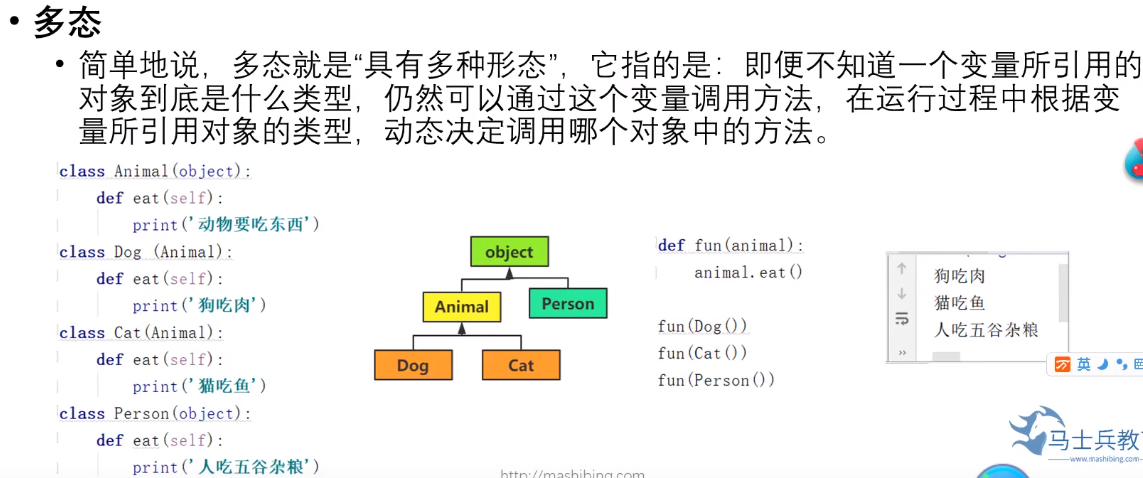 • 多态
• 简单地说，多态就是“具有多种形态”，它指的是：即便不知道一个变量所引用的
对象到底是什么类型，仍然可以通过这个变量调用方法，在运行过程中根据变
量所引用对象的类型，动态决定调用哪个对象中的方法。
class Animal(object):
    def eat(self):
        print('动物要吃东西')
class Dog (Animal):
    def eat(self):
        print('狗吃肉')
class Cat(Animal):
    def eat(self):
        print('猫吃鱼')
class Person(object):
    def eat(self):
        print('人吃五谷杂粮')
object
Animal
Person
Dog
Cat
def fun(animal):
    animal.eat()
fun(Dog())
fun(Cat())
fun(Person())
狗吃肉
猫吃鱼
人吃五谷杂粮
英
马士兵教
www.mashibing.com
http://mashibing.com